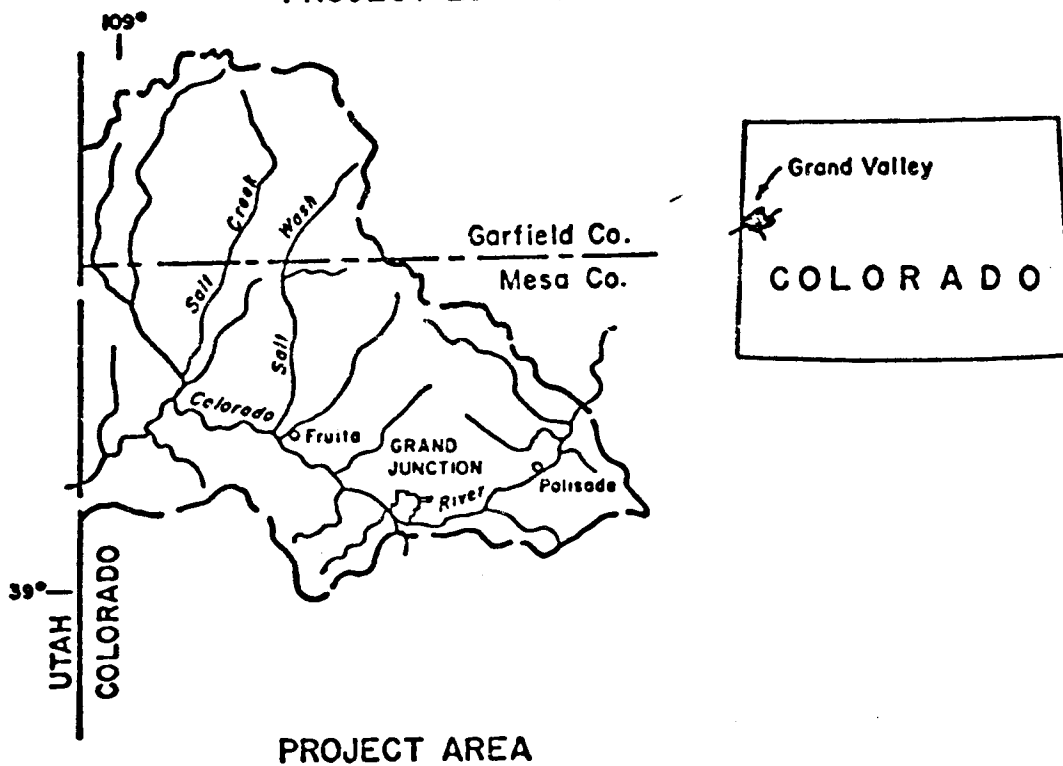 109°
Grand Valley
COLORADO
Creek
Wash
Garfield Co.
Mesa Co.
Salt
Salt
Colorado
Fruita
GRAND
JUNCTION
River
Palisade
39°
UTAH
COLORADO
PROJECT AREA